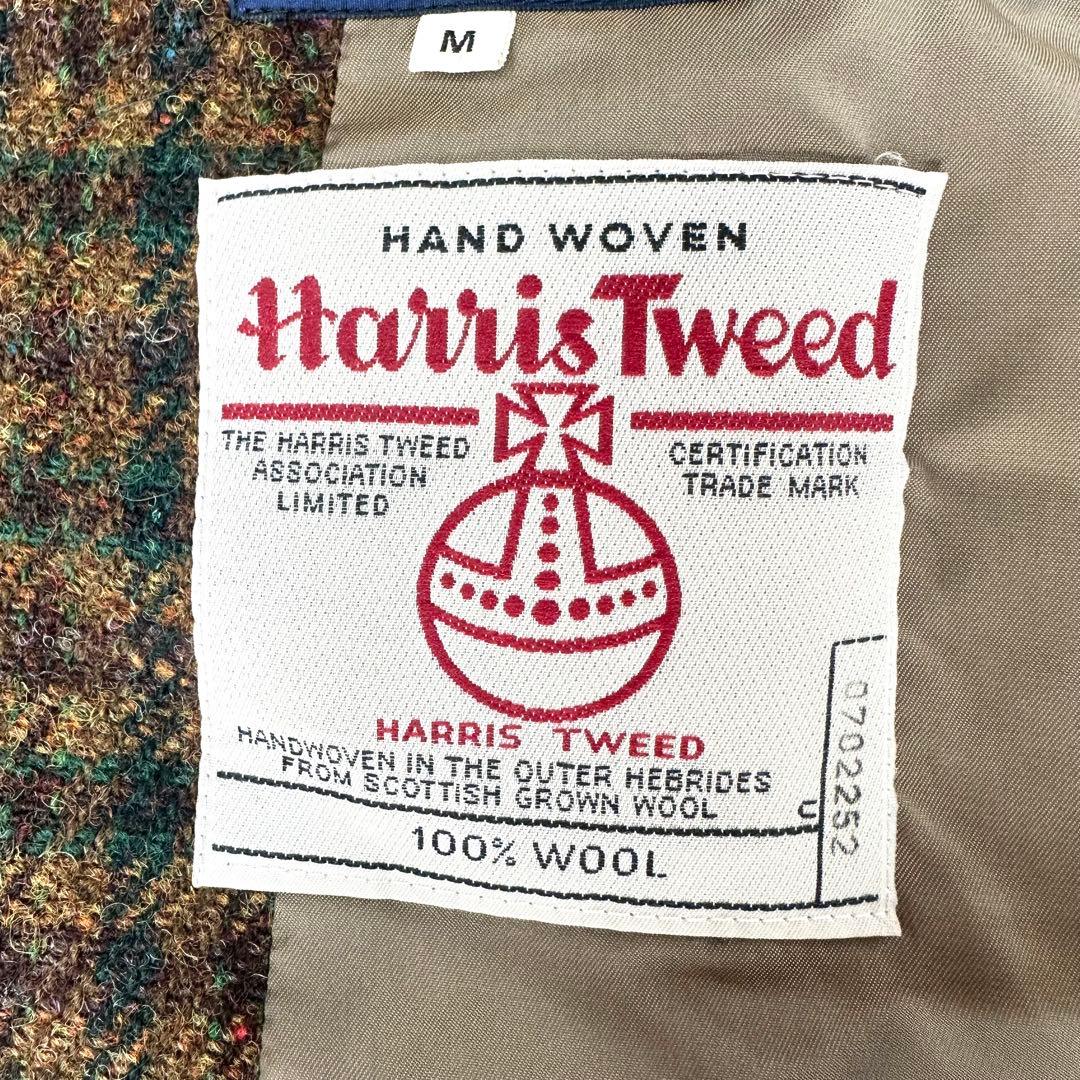 M
HAND WOVEN
Harris Tweed
THE HARRIS TWEED
ASSOCIATION
LIMITED
CERTIFICATION
TRADE MARK
HARRIS TWEED
HANDWOVEN IN THE OUTER HEBRIDES
FROM SCOTTISH GROWN WOOL
U
100% WOOL
0702252